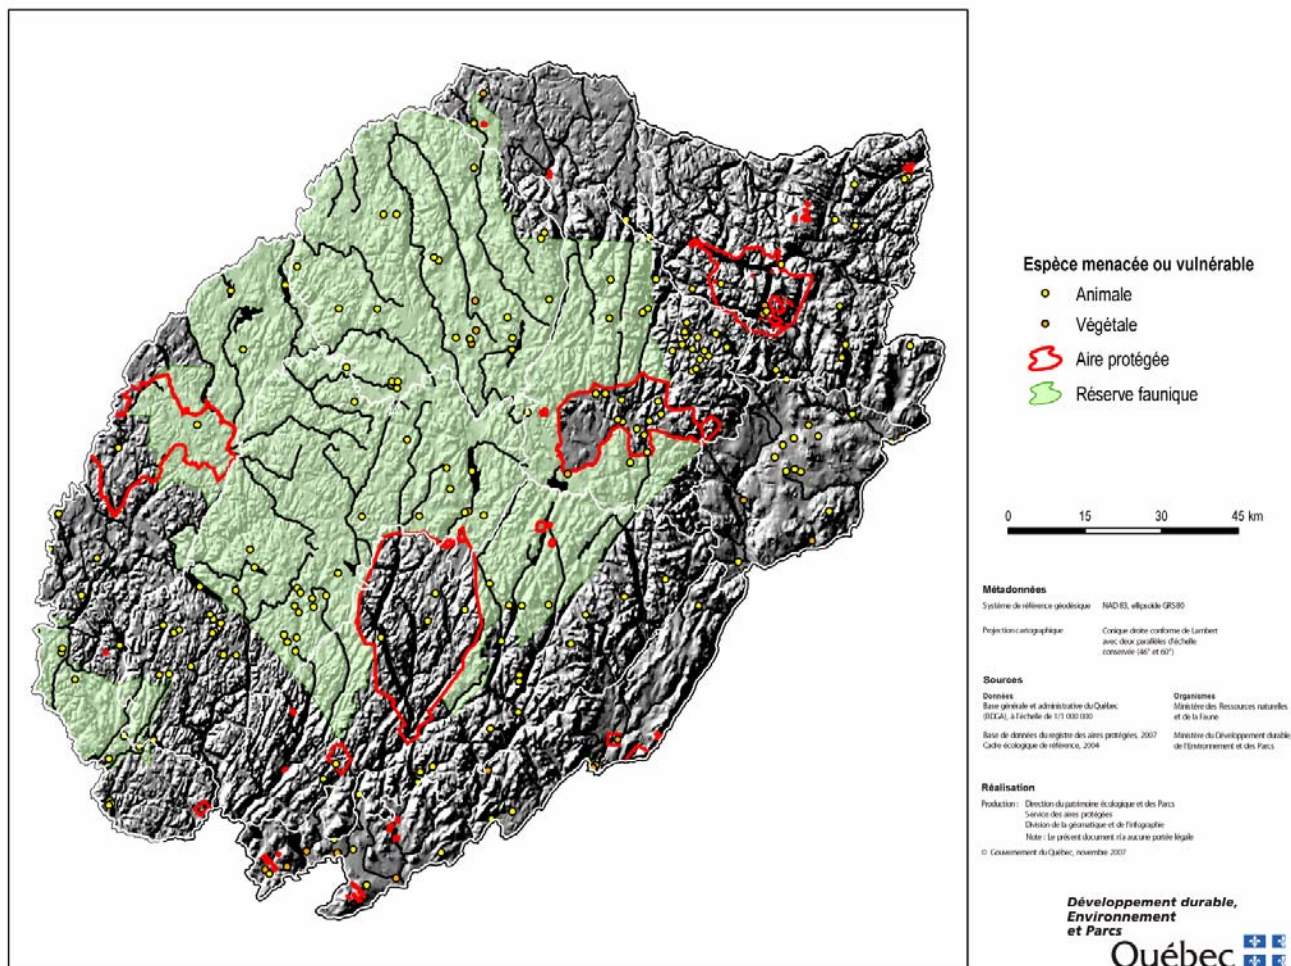 Espèce menacée ou vulnérable
Animale
Végétale
Aire protégée
Réserve faunique
0 15 30 45 km
Métadonnées
Système de référence géodésique NAD 83, ellipsoïde GRS80
Projection cartographique Conique droite conforme de Lambert
avec deux parallèles d'échelle
conservée (46° et 60°)
Sources
Données Organismes
Base générale et administrative du Québec Ministère des Ressources naturelles
(BDGA), à l'échelle de 1/1 000 000 et de la Faune
Base de données du registre des aires protégées, 2007 Ministère du Développement durable,
Cadre écologique de référence, 2004 de l'Environnement et des Parcs
Réalisation
Production : Direction du patrimoine écologique et des Parcs
Service des aires protégées
Division de la géomatique et de l'infographie
Note : Le présent document n'a aucune portée légale
© Gouvernement du Québec, novembre 2007
Développement durable,
Environnement
et Parcs
Québec